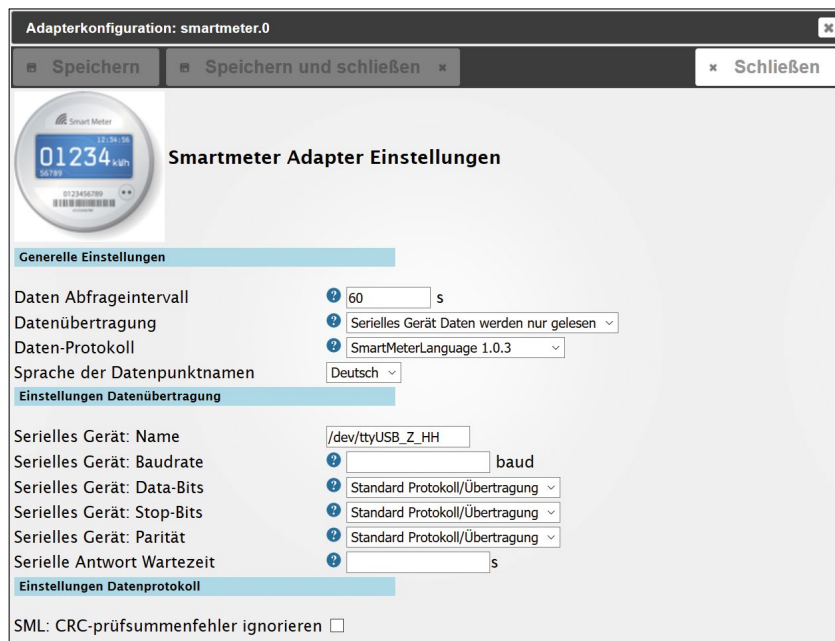 Adapterkonfiguration: smartmeter.0
Speichern
Speichern und schließen
Schließen
Smart Meter
12:34:56
01234 kWh
56789
0123456789
Smartmeter Adapter Einstellungen
Generelle Einstellungen
Daten Abfrageintervall ? 60 s
Datenübertragung ? Serielles Gerät Daten werden nur gelesen
Daten-Protokoll ? SmartMeterLanguage 1.0.3
Sprache der Datenpunktnamen Deutsch
Einstellungen Datenübertragung
Serielles Gerät: Name /dev/ttyUSB_Z_HH
Serielles Gerät: Baudrate ? baud
Serielles Gerät: Data-Bits ? Standard Protokoll/Übertragung
Serielles Gerät: Stop-Bits ? Standard Protokoll/Übertragung
Serielles Gerät: Parität ? Standard Protokoll/Übertragung
Serielle Antwort Wartezeit ? s
Einstellungen Datenprotokoll
SML: CRC-prüfsummenfehler ignorieren